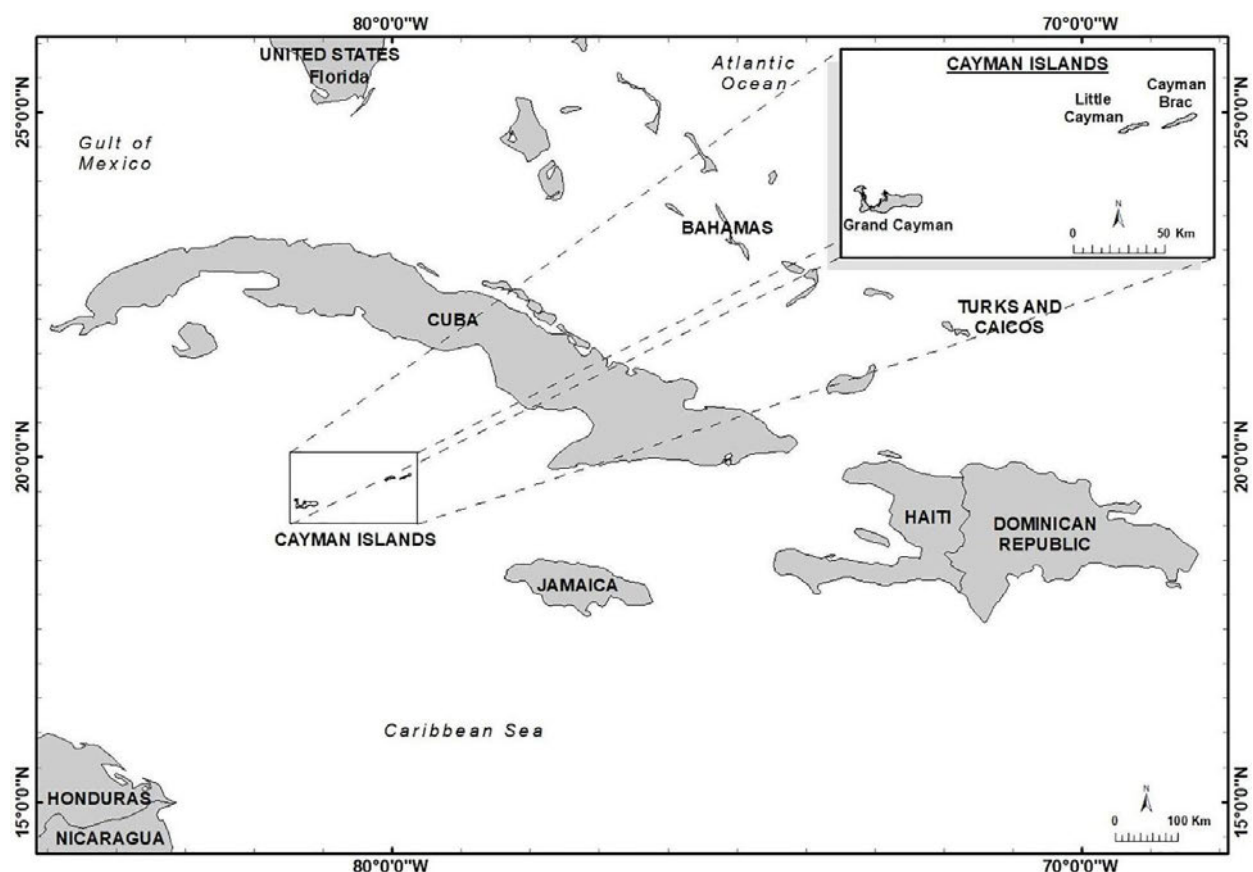 80°0'0"W
70°0'0"W
UNITED STATES
Florida
Atlantic
Ocean
CAYMAN ISLANDS
Cayman
Brac
Little
Cayman
25°0'0"N
25°0'0"N
Gulf of
Mexico
N
Grand Cayman
0
50 Km
BAHAMAS
CUBA
TURKS AND
CAICOS
20°0'0"N
20°0'0"N
CAYMAN ISLANDS
HAITI
DOMINICAN
REPUBLIC
JAMAICA
Caribbean Sea
15°0'0"N
15°0'0"N
HONDURAS
NICARAGUA
N
0
100 Km
80°0'0"W
70°0'0"W